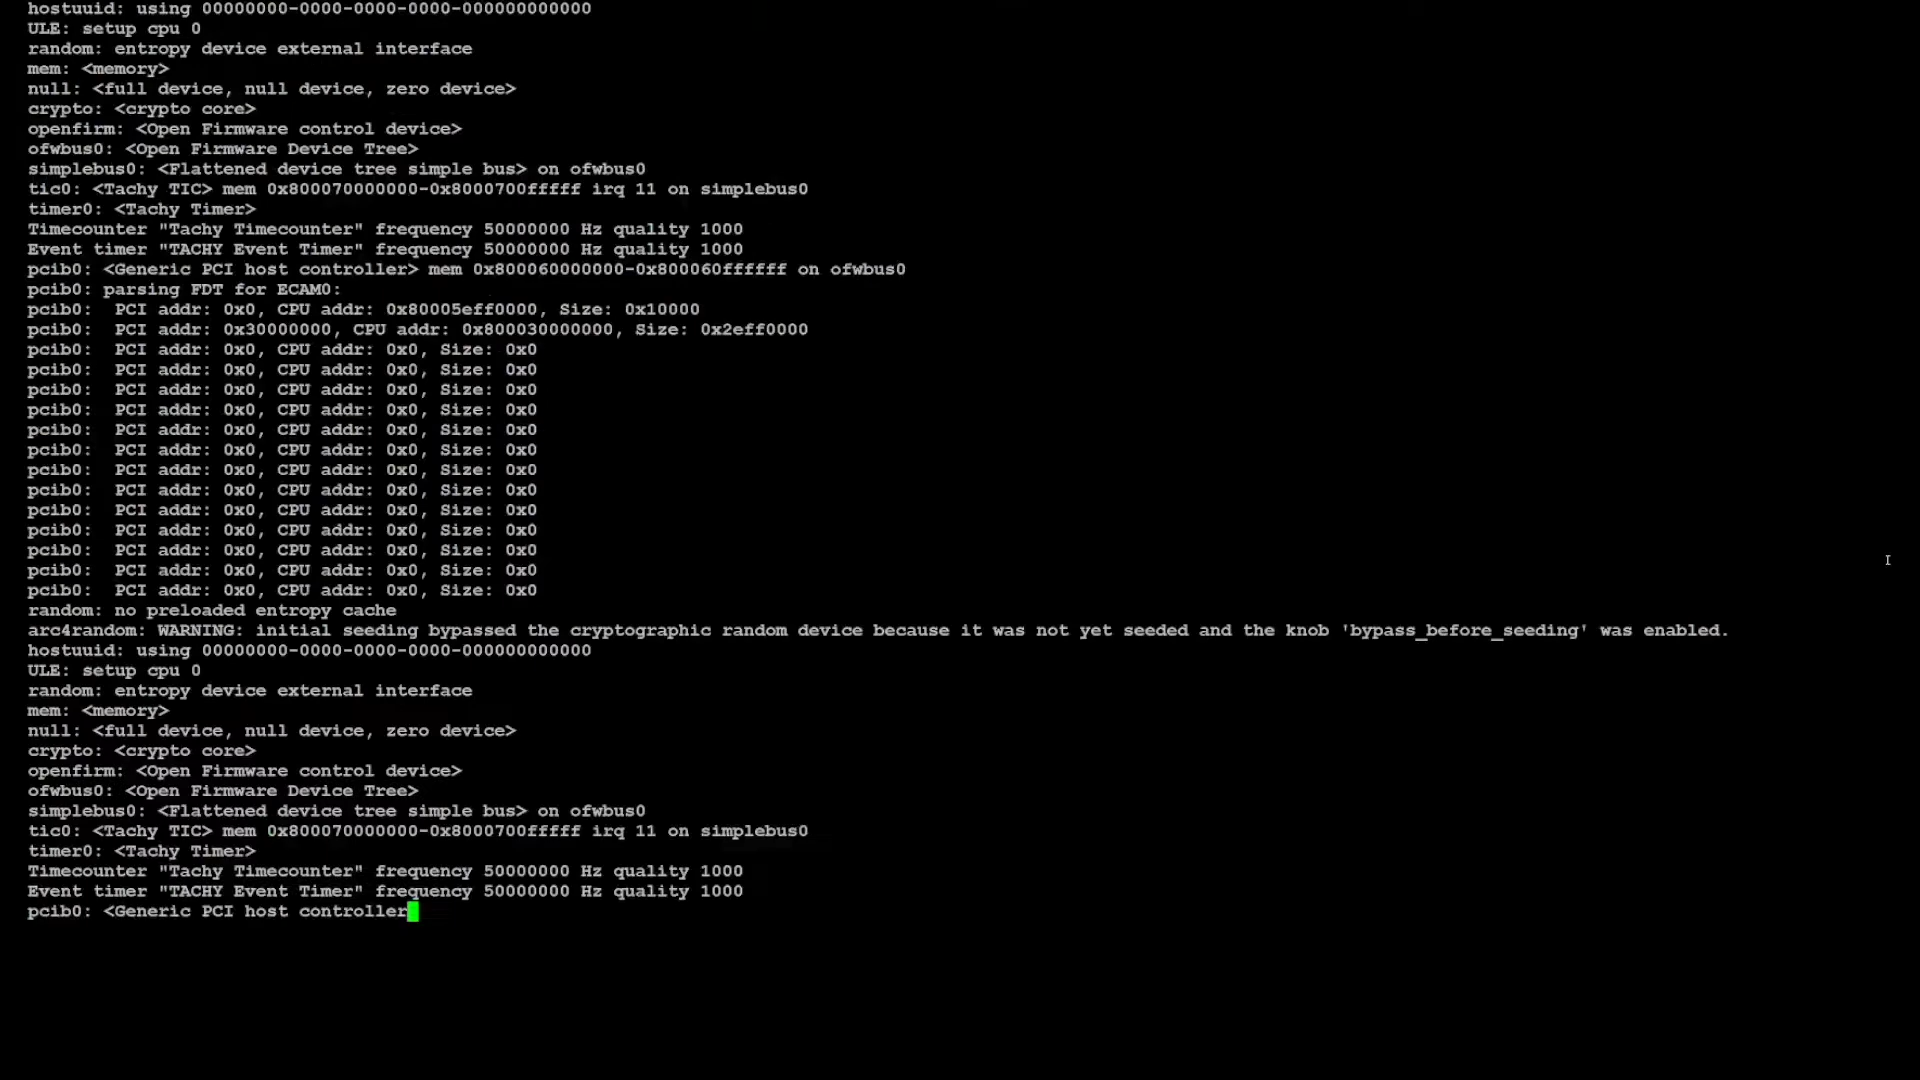 hostuuid: using 00000000-0000-0000-0000-000000000000
ULE: setup cpu 0
random: entropy device external interface
mem: <memory>
null: <full device, null device, zero device>
crypto: <crypto core>
openfirm: <Open Firmware control device>
ofwbus0: <Open Firmware Device Tree>
simplebus0: <Flattened device tree simple bus> on ofwbus0
tic0: <Tachy TIC> mem 0x800070000000-0x8000700fffff irq 11 on simplebus0
timer0: <Tachy Timer>
Timecounter "Tachy Timecounter" frequency 50000000 Hz quality 1000
Event timer "TACHY Event Timer" frequency 50000000 Hz quality 1000
pcib0: <Generic PCI host controller> mem 0x800060000000-0x800060ffffff on ofwbus0
pcib0: parsing FDT for ECAM0:
pcib0:  PCI addr: 0x0, CPU addr: 0x80005eff0000, Size: 0x10000
pcib0:  PCI addr: 0x30000000, CPU addr: 0x800030000000, Size: 0x2eff0000
pcib0:  PCI addr: 0x0, CPU addr: 0x0, Size: 0x0
pcib0:  PCI addr: 0x0, CPU addr: 0x0, Size: 0x0
pcib0:  PCI addr: 0x0, CPU addr: 0x0, Size: 0x0
pcib0:  PCI addr: 0x0, CPU addr: 0x0, Size: 0x0
pcib0:  PCI addr: 0x0, CPU addr: 0x0, Size: 0x0
pcib0:  PCI addr: 0x0, CPU addr: 0x0, Size: 0x0
pcib0:  PCI addr: 0x0, CPU addr: 0x0, Size: 0x0
pcib0:  PCI addr: 0x0, CPU addr: 0x0, Size: 0x0
pcib0:  PCI addr: 0x0, CPU addr: 0x0, Size: 0x0
pcib0:  PCI addr: 0x0, CPU addr: 0x0, Size: 0x0
pcib0:  PCI addr: 0x0, CPU addr: 0x0, Size: 0x0
pcib0:  PCI addr: 0x0, CPU addr: 0x0, Size: 0x0
pcib0:  PCI addr: 0x0, CPU addr: 0x0, Size: 0x0
random: no preloaded entropy cache
arc4random: WARNING: initial seeding bypassed the cryptographic random device because it was not yet seeded and the knob 'bypass_before_seeding' was enabled.
hostuuid: using 00000000-0000-0000-0000-000000000000
ULE: setup cpu 0
random: entropy device external interface
mem: <memory>
null: <full device, null device, zero device>
crypto: <crypto core>
openfirm: <Open Firmware control device>
ofwbus0: <Open Firmware Device Tree>
simplebus0: <Flattened device tree simple bus> on ofwbus0
tic0: <Tachy TIC> mem 0x800070000000-0x8000700fffff irq 11 on simplebus0
timer0: <Tachy Timer>
Timecounter "Tachy Timecounter" frequency 50000000 Hz quality 1000
Event timer "TACHY Event Timer" frequency 50000000 Hz quality 1000
pcib0: <Generic PCI host controller